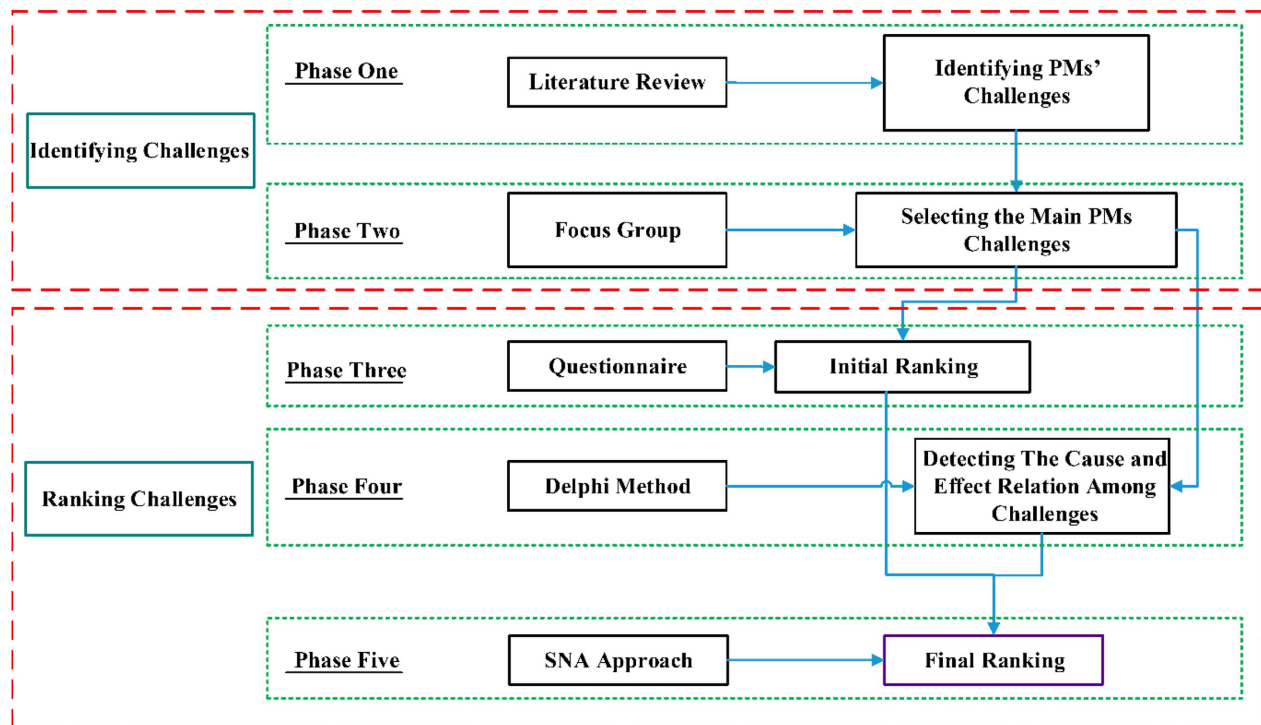 Identifying Challenges
Phase One
Literature Review
Identifying PMs’
Challenges
Phase Two
Focus Group
Selecting the Main PMs
Challenges
Ranking Challenges
Phase Three
Questionnaire
Initial Ranking
Phase Four
Delphi Method
Detecting The Cause and
Effect Relation Among
Challenges
Phase Five
SNA Approach
Final Ranking